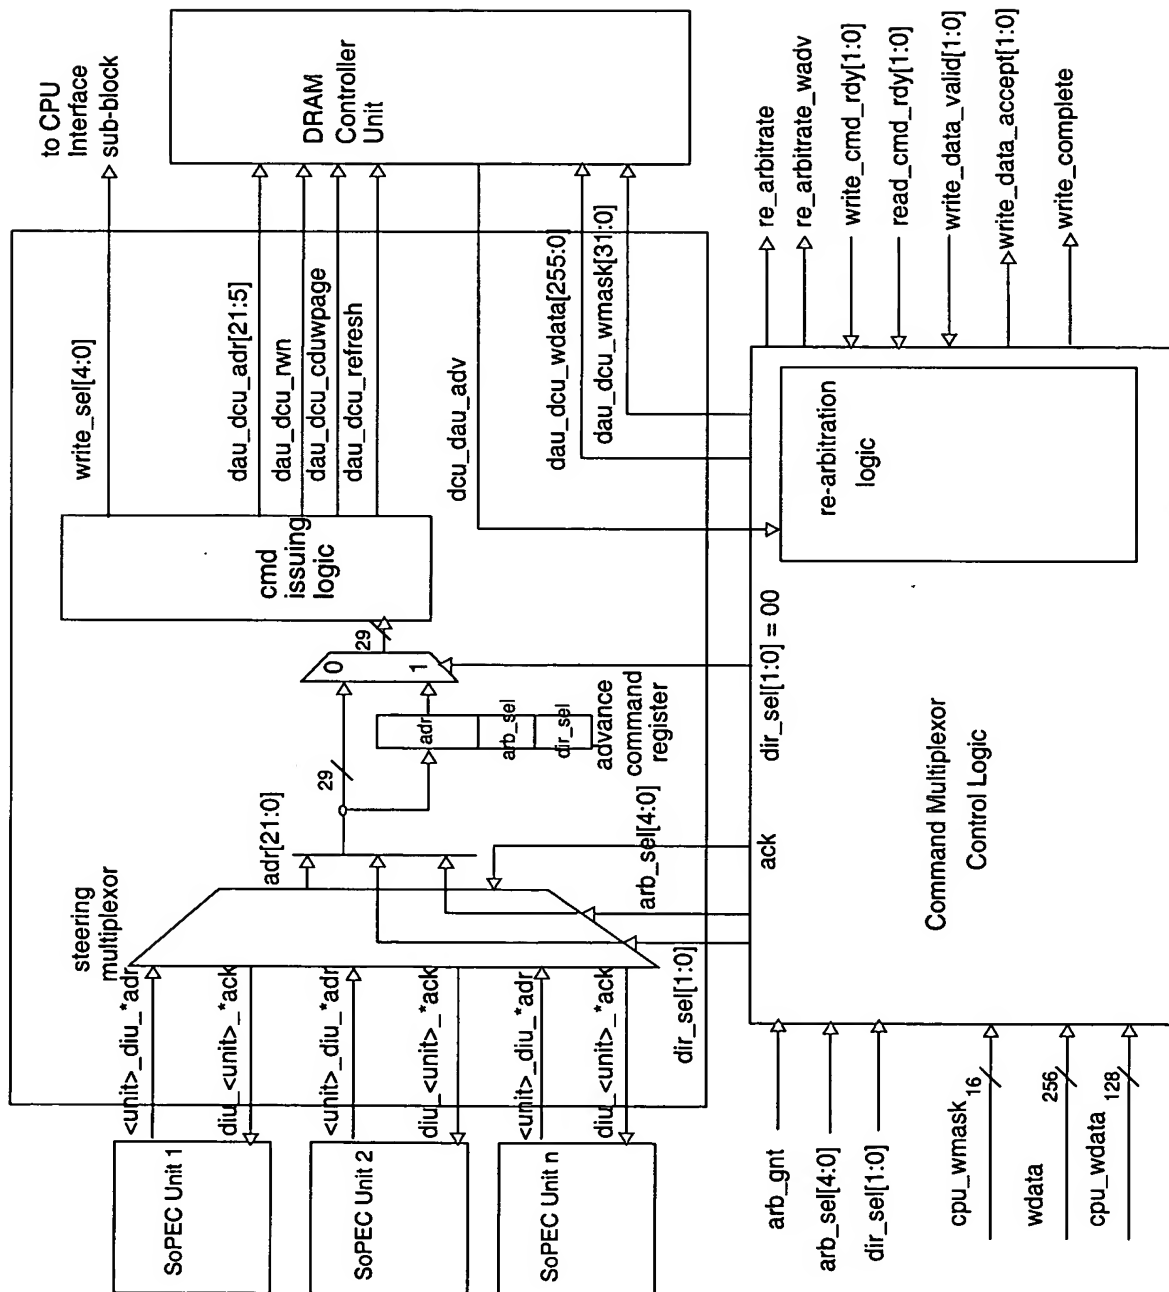 to CPU
Interface
sub-block
DRAM
Controller
Unit
write_sel[4:0]
dau_dcu_adr[21:5]
dau_dcu_rwn
dau_dcu_cduwpage
dau_dcu_refresh
dcu_dau_adv
dau_dcu_wdata[255:0]
dau_dcu_wmask[31:0]
cmd
issuing
logic
29
0
1
29
adr
arb_sel
dir_sel
advance
command
register
adr[21:0]
steering
multiplexor
<unit>_diu_*adr
diu_<unit>_*ack
<unit>_diu_*adr
diu_<unit>_*ack
<unit>_diu_*adr
diu_<unit>_*ack
SoPEC Unit 1
SoPEC Unit 2
SoPEC Unit n
dir_sel[1:0]
arb_sel[4:0]
ack
dir_sel[1:0] = 00
Command Multiplexor
Control Logic
re-arbitration
logic
re_arbitrate
re_arbitrate_wadv
write_cmd_rdy[1:0]
read_cmd_rdy[1:0]
write_data_valid[1:0]
write_data_accept[1:0]
write_complete
arb_gnt
arb_sel[4:0]
dir_sel[1:0]
cpu_wmask
16
wdata
256
cpu_wdata
128